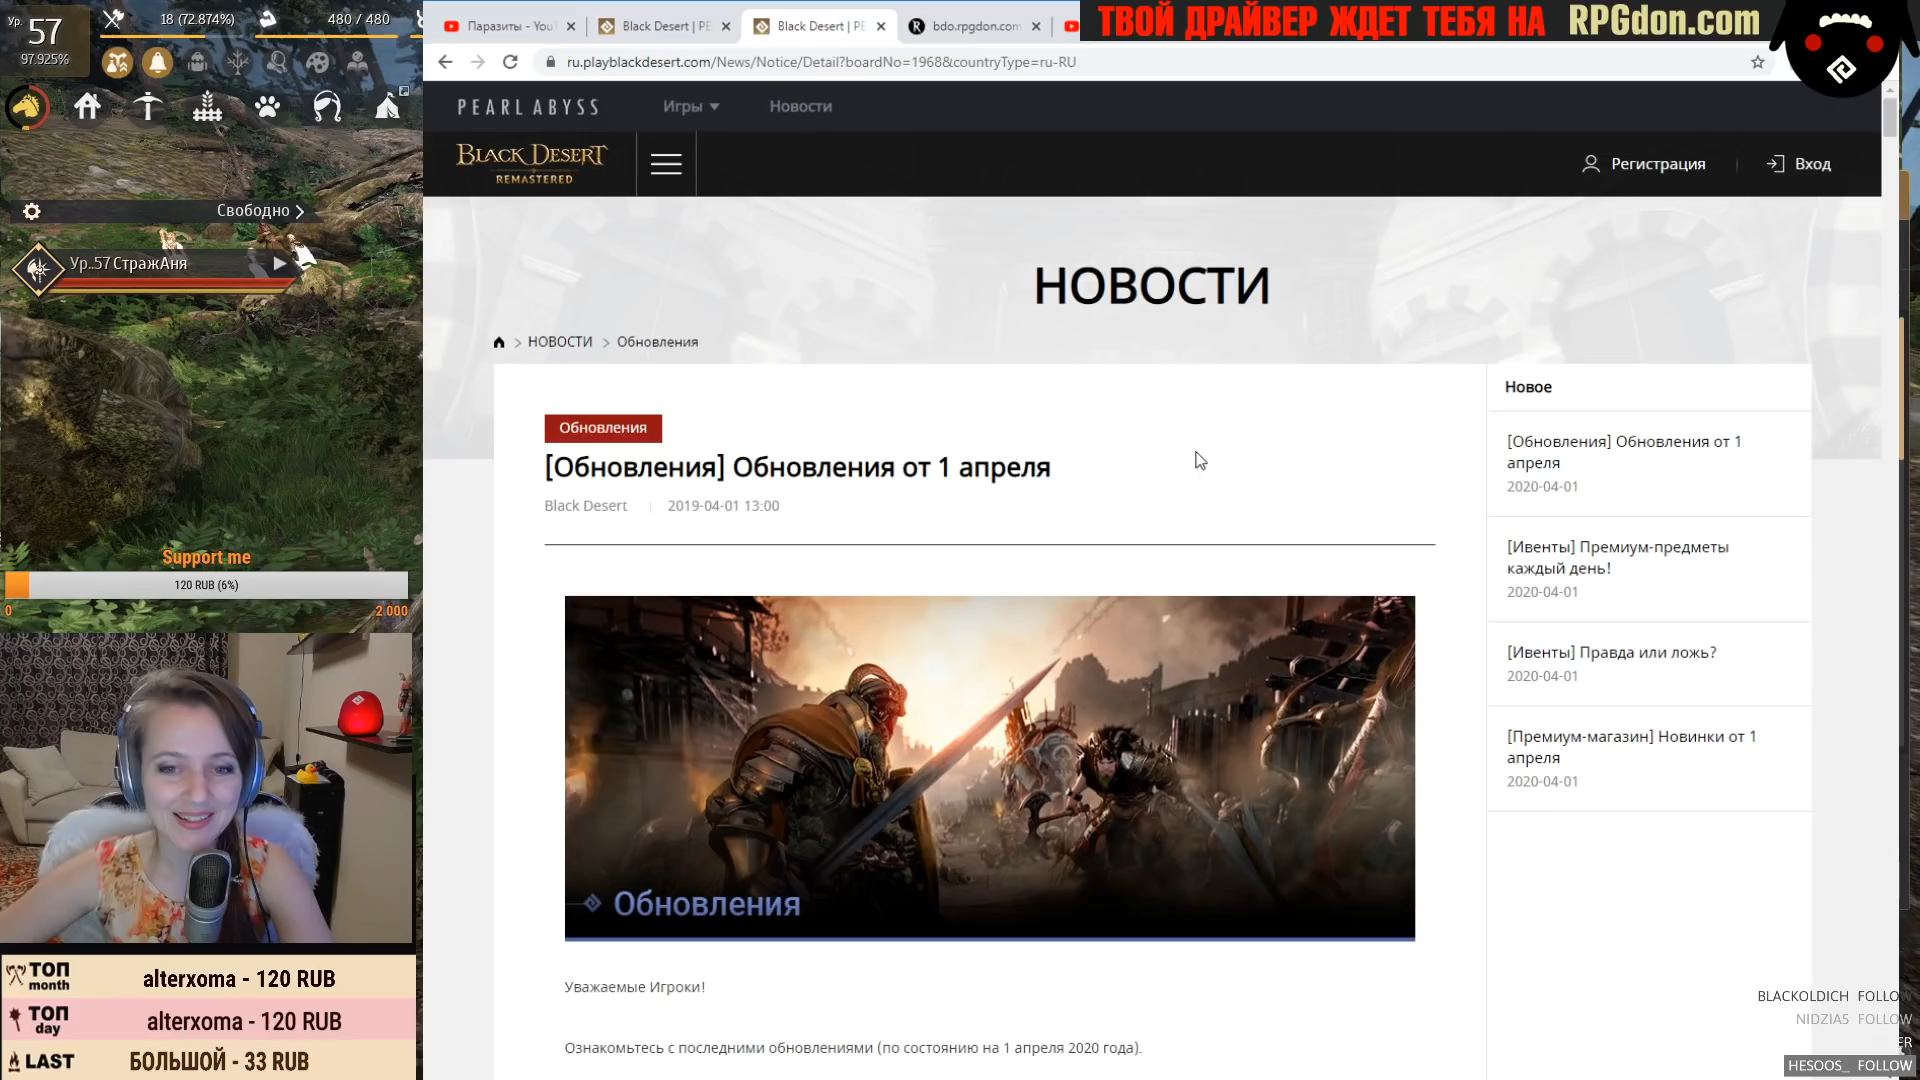 Ур.
57
97.925%
18 (72.874%)
480 / 480
Свободно
Ур..57 СтражАня
Support me
120 RUB (6%)
0
2 000
ТОП
month
alterxoma - 120 RUB
ТОП
day
alterxoma - 120 RUB
LAST
БОЛЬШОЙ - 33 RUB
Паразиты - YouT
Black Desert | PE
Black Desert | PE
bdo.rpgdon.com
ТВОЙ ДРАЙВЕР ЖДЕТ ТЕБЯ НА RPGdon.com
ru.playblackdesert.com/News/Notice/Detail?boardNo=1968&countryType=ru-RU
PEARL ABYSS
Игры
Новости
BLACK DESERT
REMASTERED
Регистрация
Вход
НОВОСТИ
НОВОСТИ
Обновления
Обновления
[Обновления] Обновления от 1 апреля
Black Desert
2019-04-01 13:00
Обновления
Уважаемые Игроки!
Ознакомьтесь с последними обновлениями (по состоянию на 1 апреля 2020 года).
Новое
[Обновления] Обновления от 1
апреля
2020-04-01
[Ивенты] Премиум-предметы
каждый день!
2020-04-01
[Ивенты] Правда или ложь?
2020-04-01
[Премиум-магазин] Новинки от 1
апреля
2020-04-01
BLACKOLDICH FOLLOW
NIDZIA5 FOLLOW
ER
HESOOS_ FOLLOW